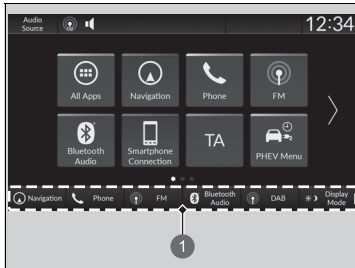 Audio
Source
12:34
All Apps
Navigation
Phone
FM
Bluetooth
Audio
Smartphone
Connection
TA
PHEV Menu
Navigation
Phone
FM
Bluetooth
Audio
DAB
Display
Mode
1